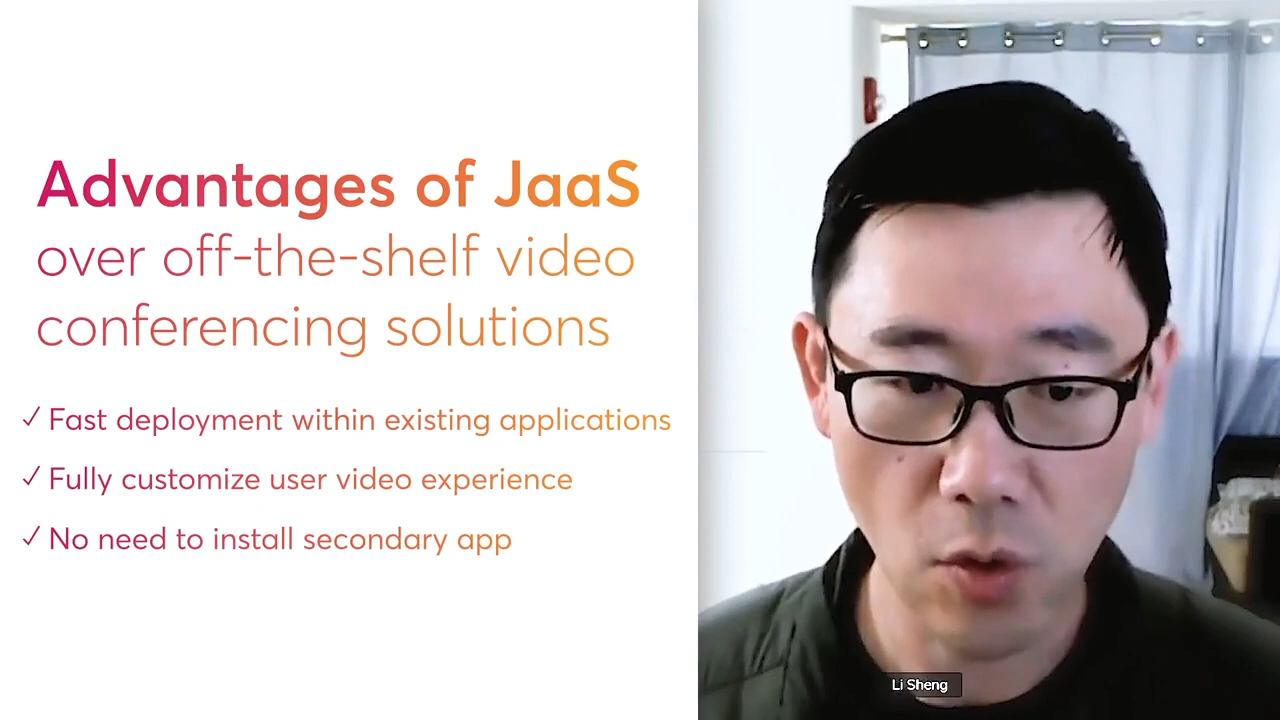 Advantages of JaaS
over off-the-shelf video
conferencing solutions
✓ Fast deployment within existing applications
✓ Fully customize user video experience
✓ No need to install secondary app
Li Sheng